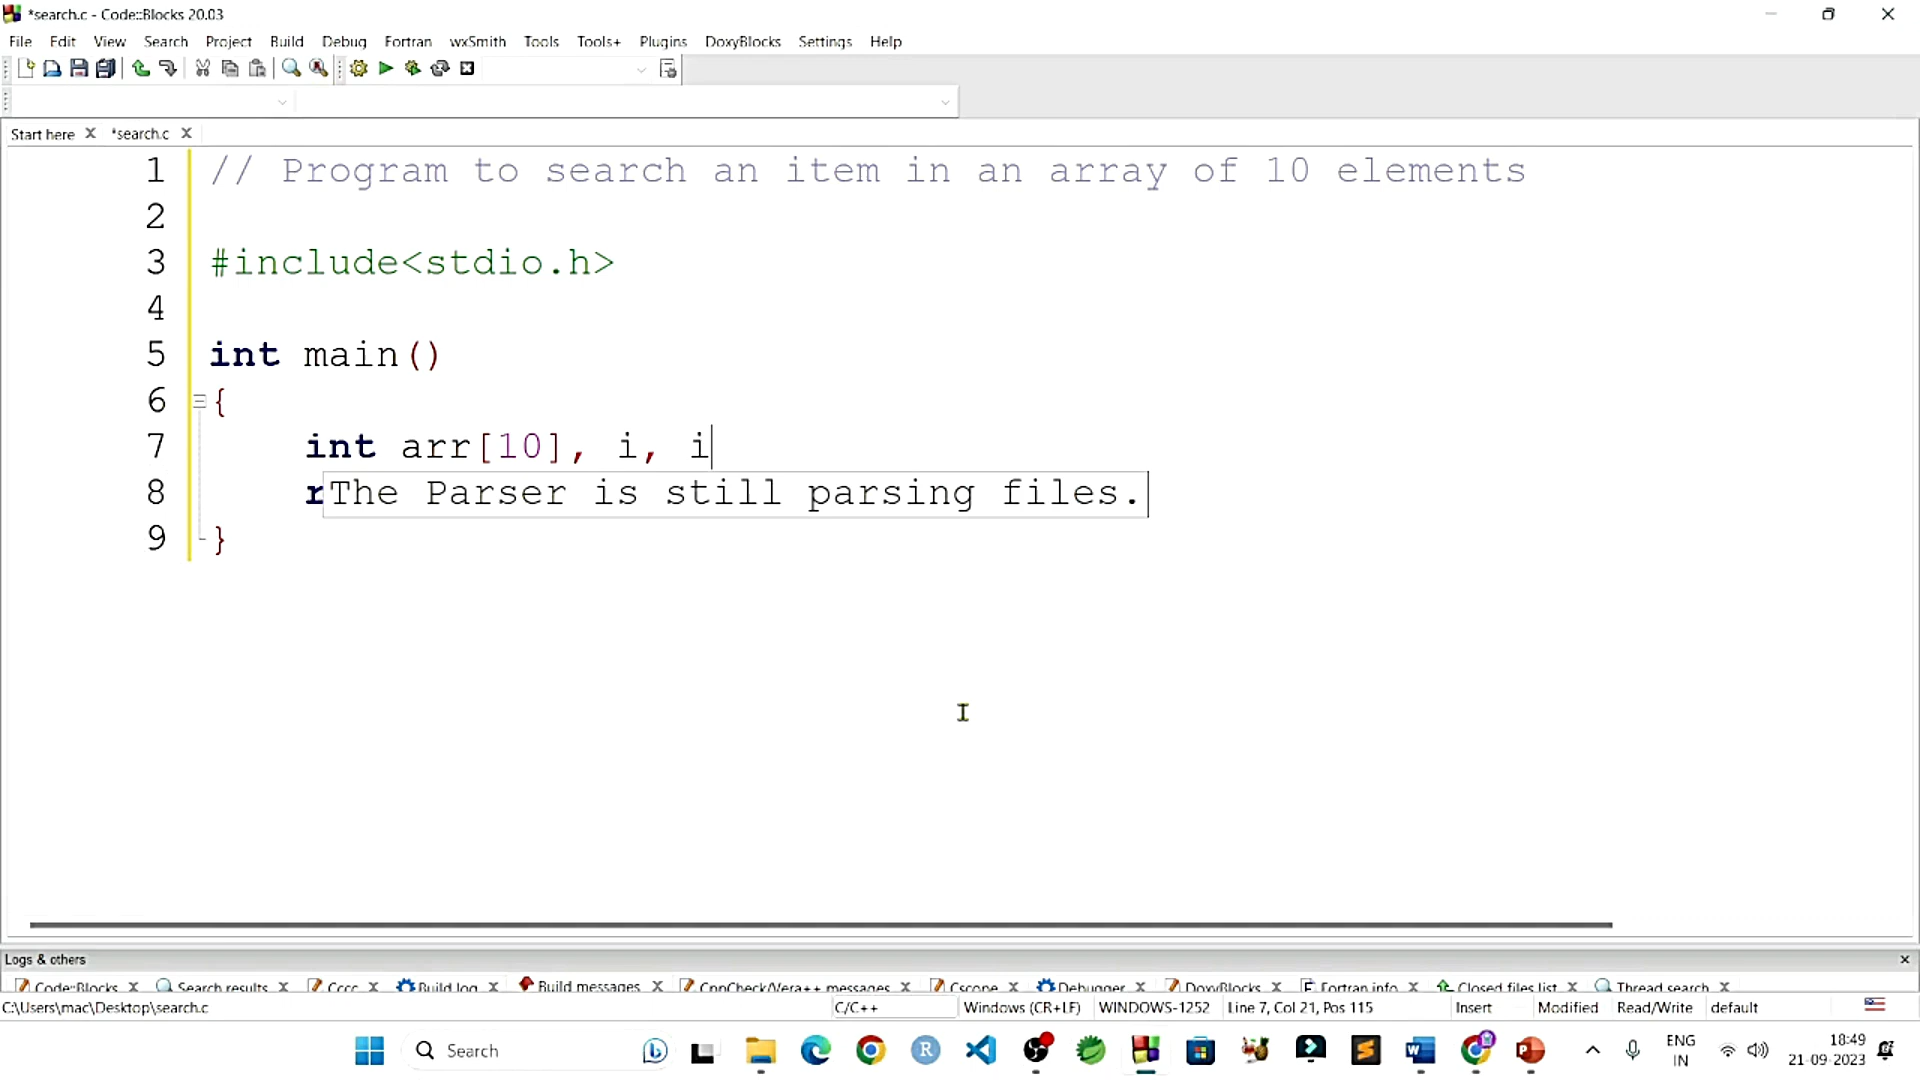 *search.c - Code::Blocks 20.03
File Edit View Search Project Build Debug Fortran wxSmith Tools Tools+ Plugins DoxyBlocks Settings Help
Start here X *search.c X
1 // Program to search an item in an array of 10 elements
2
3 #include<stdio.h>
4
5 int main()
6 {
7 int arr[10], i, i
8 r The Parser is still parsing files.
9 }
Logs & others
Code::Blocks X Search results X Cccc X Build log X Build messages X CppCheck/Vera++ messages X Cscope X Debugger X DoxyBlocks X Fortran info X Closed files list X Thread search X
C:\Users\mac\Desktop\search.c C/C++ Windows (CR+LF) WINDOWS-1252 Line 7, Col 21, Pos 115 Insert Modified Read/Write default
Search ENG IN 18:49 21-09-2023